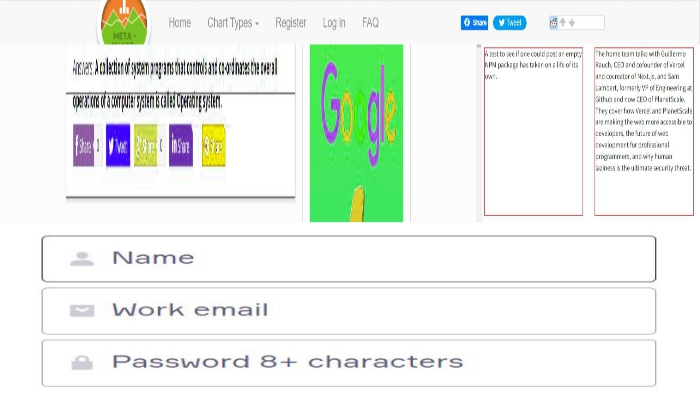 META -
Home Chart Types Register Log in FAQ
Share Tweet
Answer: A collection of system programs that controls and co-ordinates the overall
operations of a computer system is called Operating system.
Share 0 Tweet Share 0 Share Share
Google
A test to see if one could post an empty
NPM package has taken on a life of its
own.
The home team talks with Guillermo
Rauch, CEO and cofounder of Vercel
and cocreator of Next.js, and Sam
Lambert, formerly VP of Engineering at
Github and now CEO of PlanetScale.
They cover how Vercel and PlanetScale
are making the web more accessible to
developers, the future of web
development for professional
programmers, and why human
laziness is the ultimate security threat.
Name
Work email
Password 8+ characters